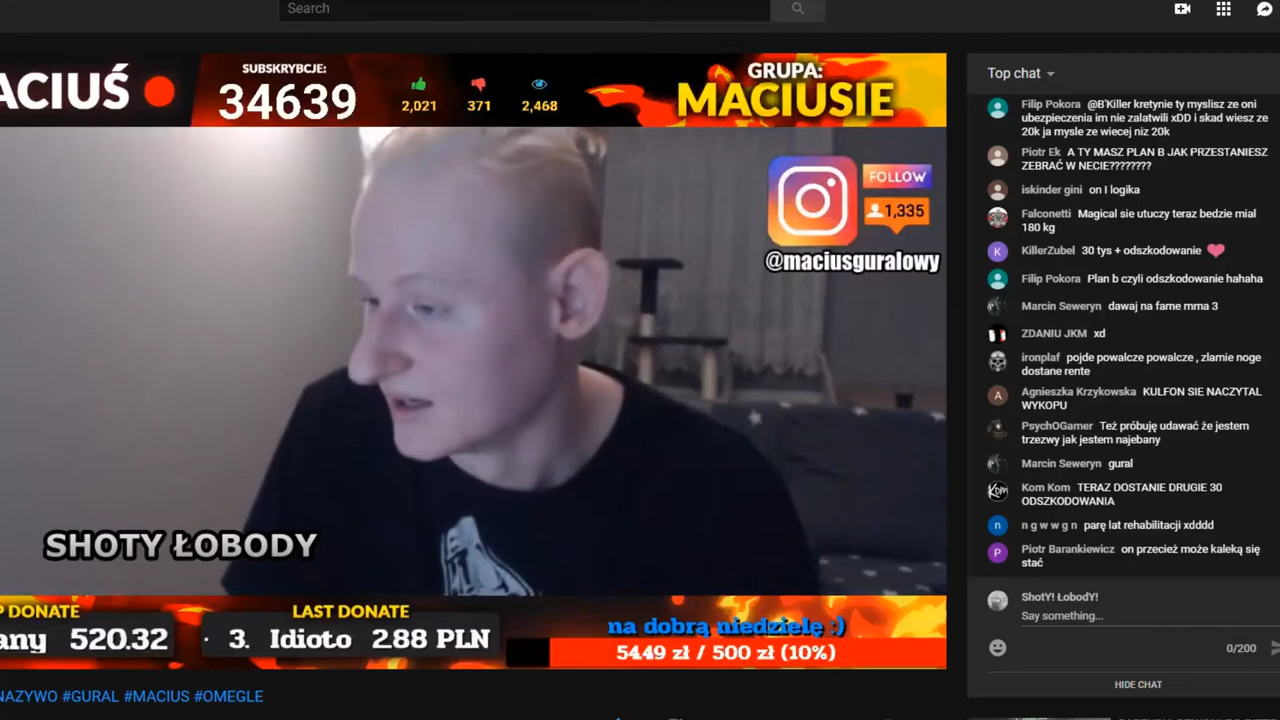 Search
ACIUŚ
SUBSKRYBCJE:
34639
2,021
371
2,468
GRUPA:
MACIUSIE
FOLLOW
1,335
@maciusguralowy
SHOTY ŁOBODY
P DONATE
any 520.32
LAST DONATE
3. Idioto 2.88 PLN
na dobrą niedzielę :)
54.49 zł / 500 zł (10%)
NAZYWO #GURAL #MACIUS #OMEGLE
Top chat
Filip Pokora @B'Killer kretynie ty myslisz ze oni
ubezpieczenia im nie zalatwili xDD i skad wiesz ze
20k ja mysle ze wiecej niz 20k
Piotr Ek A TY MASZ PLAN B JAK PRZESTANIESZ
ZEBRAĆ W NECIE????????
iskinder gini on I logika
Falconetti Magical sie utuczy teraz bedzie mial
180 kg
K
KillerZubel 30 tys + odszkodowanie
Filip Pokora Plan b czyli odszkodowanie hahaha
Marcin Seweryn dawaj na fame mma 3
ZDANIU JKM xd
ironplaf pojde powalcze powalcze , zlamie noge
dostane rente
A
Agnieszka Krzykowska KULFON SIE NACZYTAL
WYKOPU
PsychOGamer Też próbuję udawać że jestem
trzezwy jak jestem najebany
Marcin Seweryn gural
Kom
Kom Kom TERAZ DOSTANIE DRUGIE 30
ODSZKODOWANIA
n
n g w w g n parę lat rehabilitacji xdddd
P
Piotr Barankiewicz on przecież może kaleką się
stać
ShotY! ŁobodY!
Say something...
0/200
HIDE CHAT